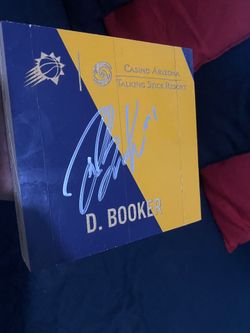 CASINO ARIZONA
TALKING STICK RESORT
D. BOOKER